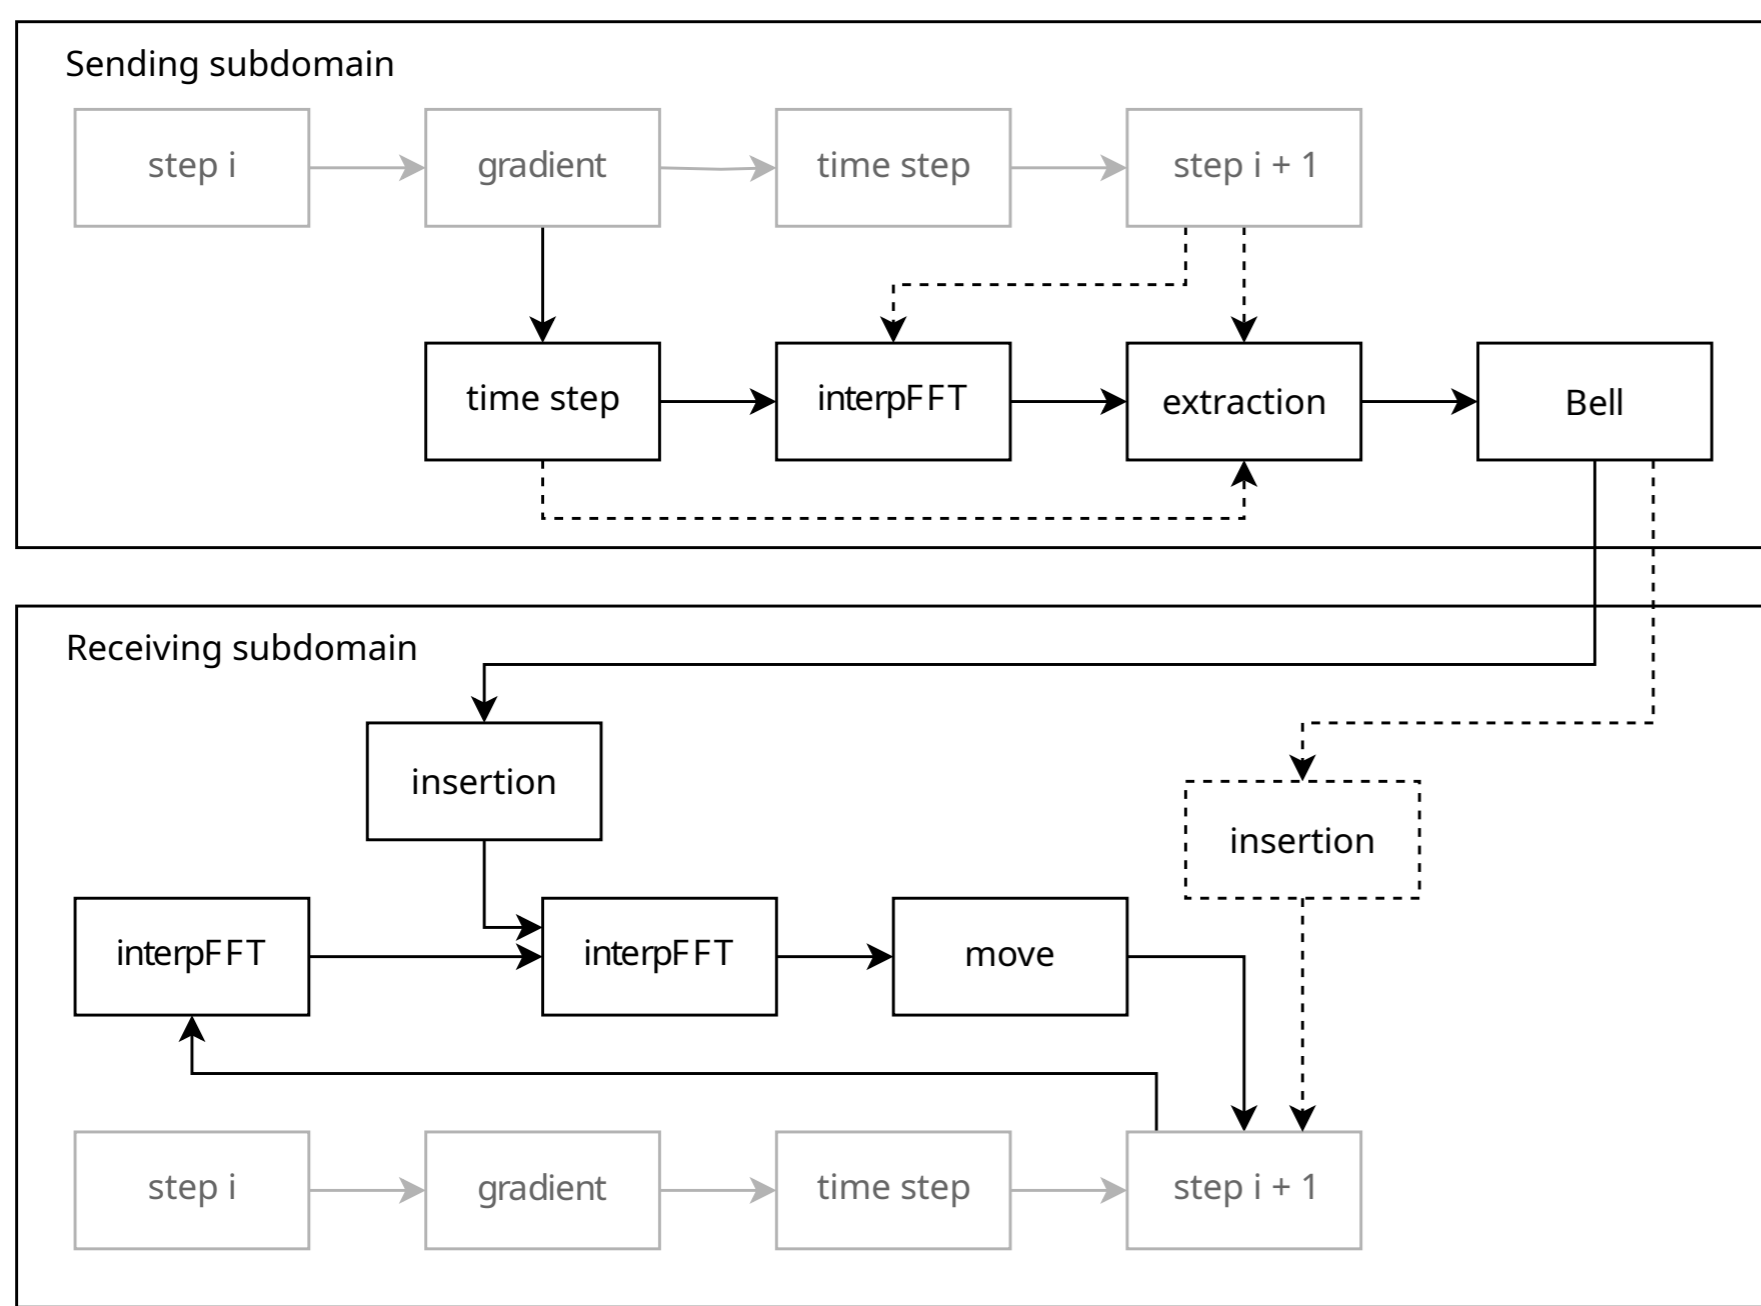 Sending subdomain
step i
gradient
time step
step i + 1
time step
interpFFT
extraction
Bell
Receiving subdomain
insertion
insertion
interpFFT
interpFFT
move
step i
gradient
time step
step i + 1